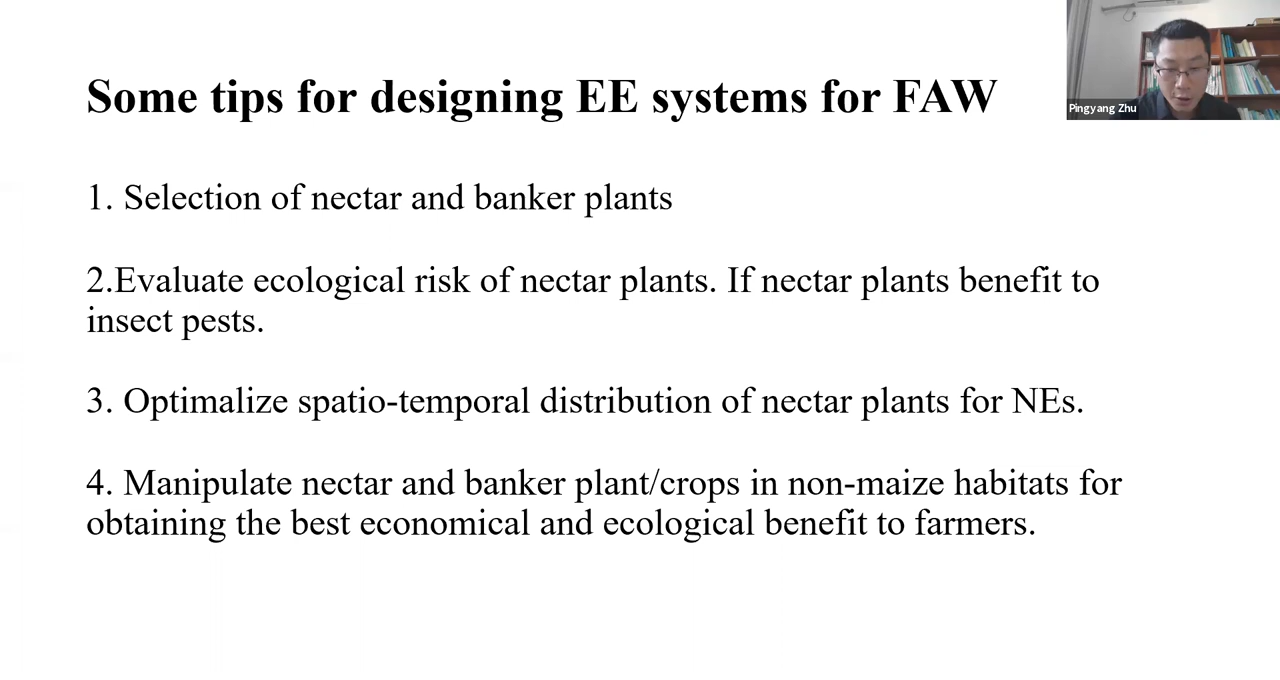 Some tips for designing EE systems for FAW
Pingyang Zhu
1. Selection of nectar and banker plants
2.Evaluate ecological risk of nectar plants. If nectar plants benefit to
insect pests.
3. Optimalize spatio-temporal distribution of nectar plants for NEs.
4. Manipulate nectar and banker plant/crops in non-maize habitats for
obtaining the best economical and ecological benefit to farmers.